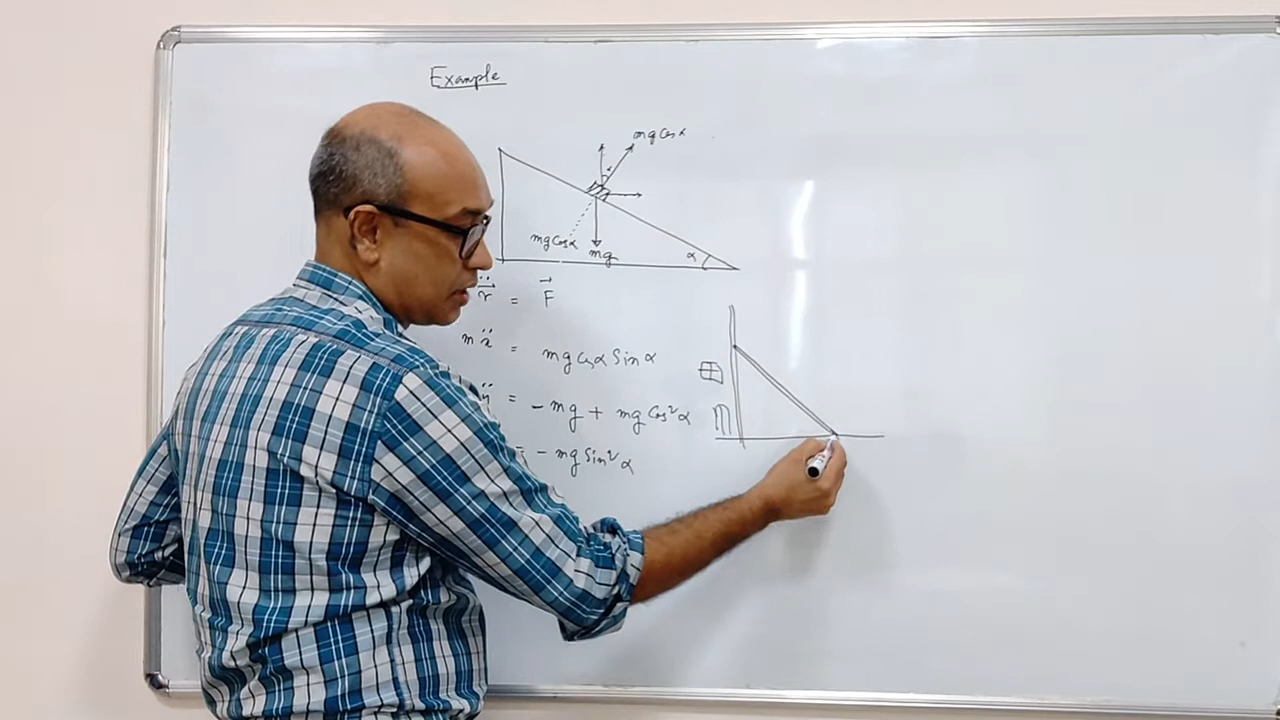 Example
mg Cos α
α
mg Cos α
mg
α
r̈ = F⃗
m ẍ = mg Cos α Sin α
ÿ = - mg + mg Cos² α
= - mg Sin² α